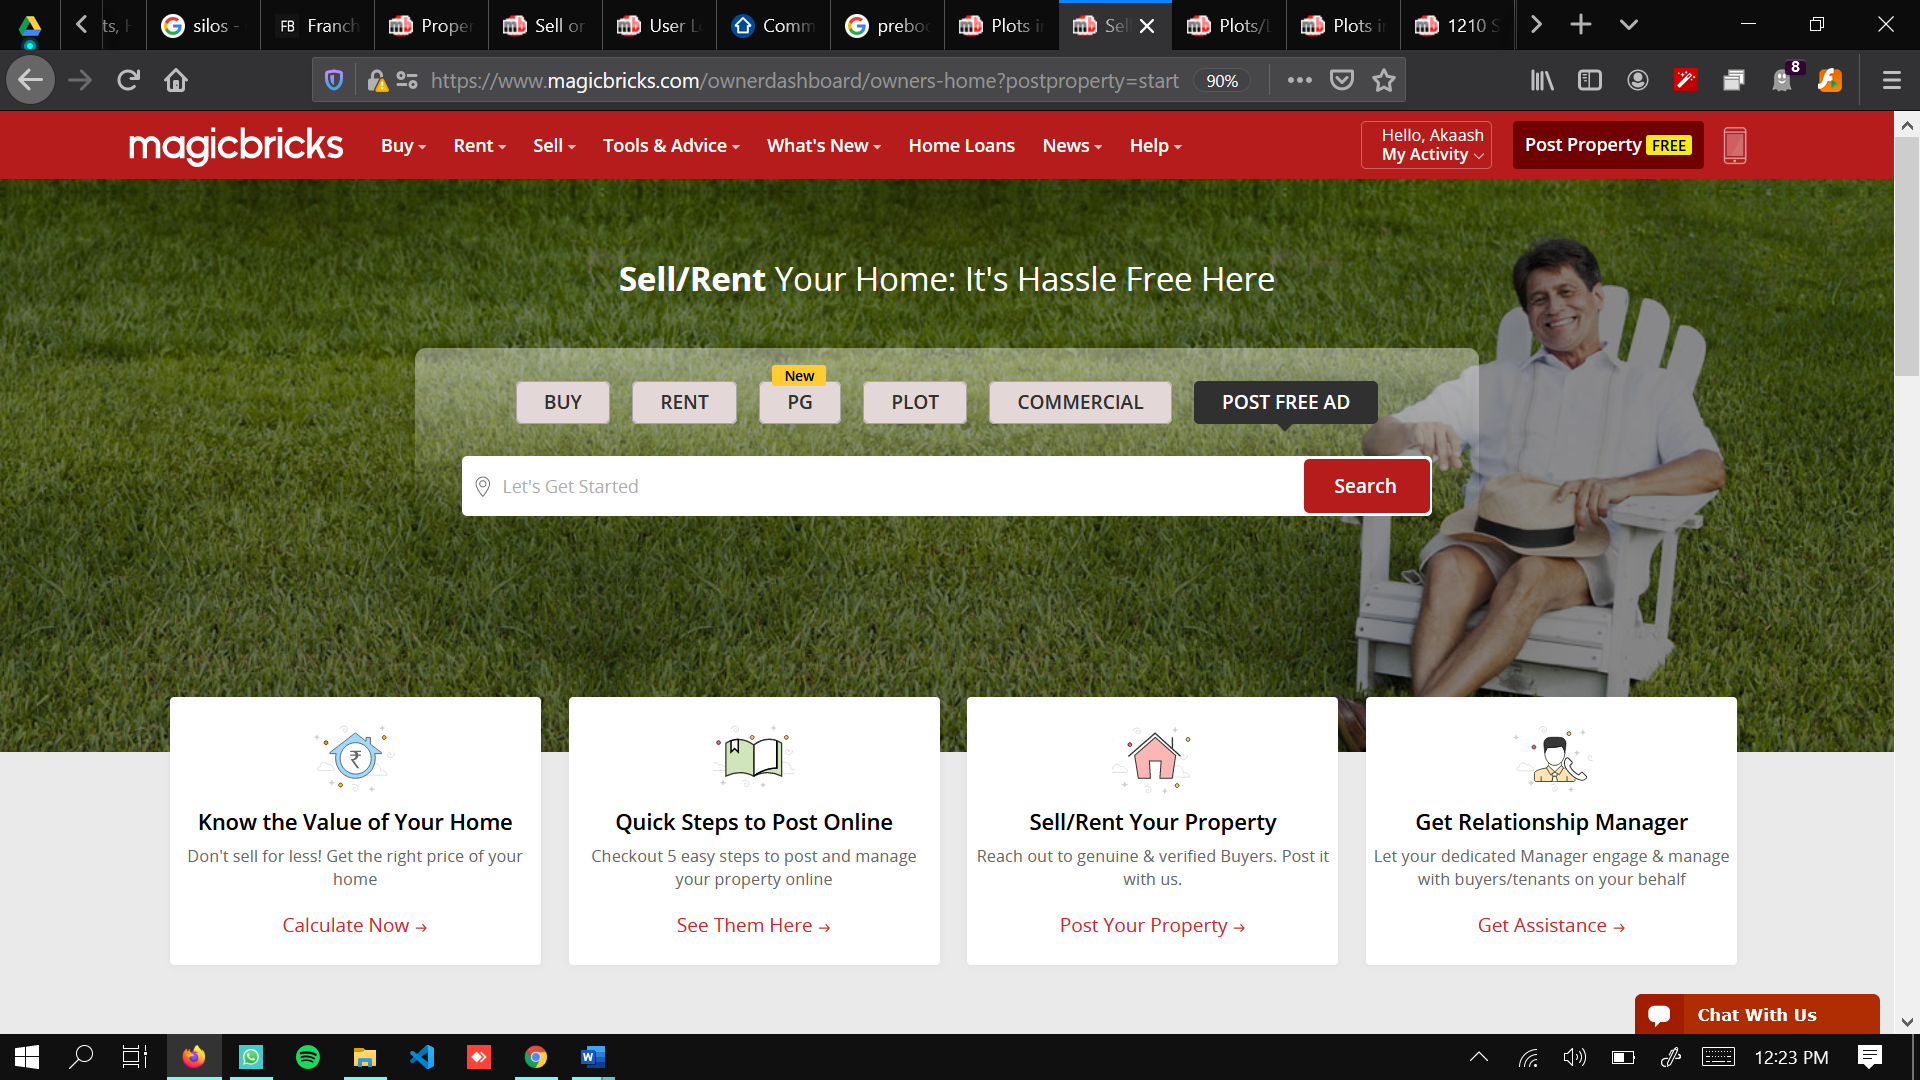 silos -
FB Franch
Proper
Sell or
User Lo
Comm
preboo
Plots in
Sell
Plots/L
Plots in
1210 S
https://www.magicbricks.com/ownerdashboard/owners-home?postproperty=start
90%
8
magicbricks
Buy
Rent
Sell
Tools & Advice
What's New
Home Loans
News
Help
Hello, Akaash
My Activity
Post Property FREE
Sell/Rent Your Home: It's Hassle Free Here
New
BUY
RENT
PG
PLOT
COMMERCIAL
POST FREE AD
Let's Get Started
Search
Know the Value of Your Home
Don't sell for less! Get the right price of your
home
Calculate Now →
Quick Steps to Post Online
Checkout 5 easy steps to post and manage
your property online
See Them Here →
Sell/Rent Your Property
Reach out to genuine & verified Buyers. Post it
with us.
Post Your Property →
Get Relationship Manager
Let your dedicated Manager engage & manage
with buyers/tenants on your behalf
Get Assistance →
Chat With Us
12:23 PM